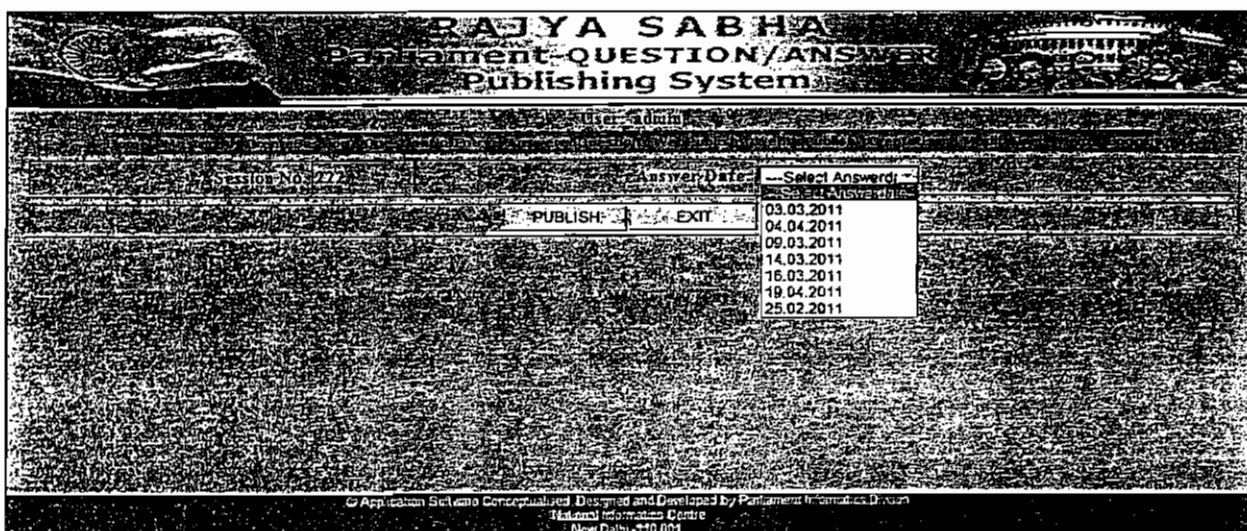 RAJYA SABHA
Parliament-QUESTION/ANSWER
Publishing System
User:- admin
Session No. 222
Answer Date
---Select Answerdt
03.03.2011
04.04.2011
09.03.2011
14.03.2011
16.03.2011
19.04.2011
25.02.2011
PUBLISH
EXIT
© Application Software Conceptualised, Designed and Developed by Parliament Informatics Division
National Informatics Centre
New Delhi -110 001